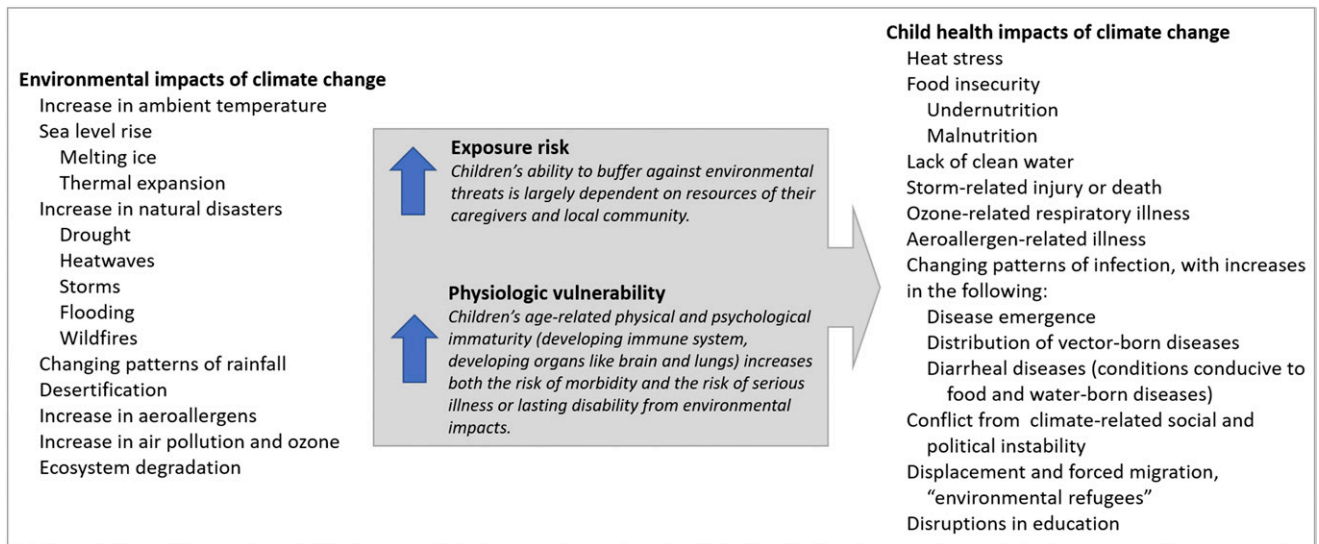 Environmental impacts of climate change
Increase in ambient temperature
Sea level rise
Melting ice
Thermal expansion
Increase in natural disasters
Drought
Heatwaves
Storms
Flooding
Wildfires
Changing patterns of rainfall
Desertification
Increase in aeroallergens
Increase in air pollution and ozone
Ecosystem degradation
Exposure risk
Children’s ability to buffer against environmental
threats is largely dependent on resources of their
caregivers and local community.
Physiologic vulnerability
Children’s age-related physical and psychological
immaturity (developing immune system,
developing organs like brain and lungs) increases
both the risk of morbidity and the risk of serious
illness or lasting disability from environmental
impacts.
Child health impacts of climate change
Heat stress
Food insecurity
Undernutrition
Malnutrition
Lack of clean water
Storm-related injury or death
Ozone-related respiratory illness
Aeroallergen-related illness
Changing patterns of infection, with increases
in the following:
Disease emergence
Distribution of vector-born diseases
Diarrheal diseases (conditions conducive to
food and water-born diseases)
Conflict from climate-related social and
political instability
Displacement and forced migration,
“environmental refugees”
Disruptions in education